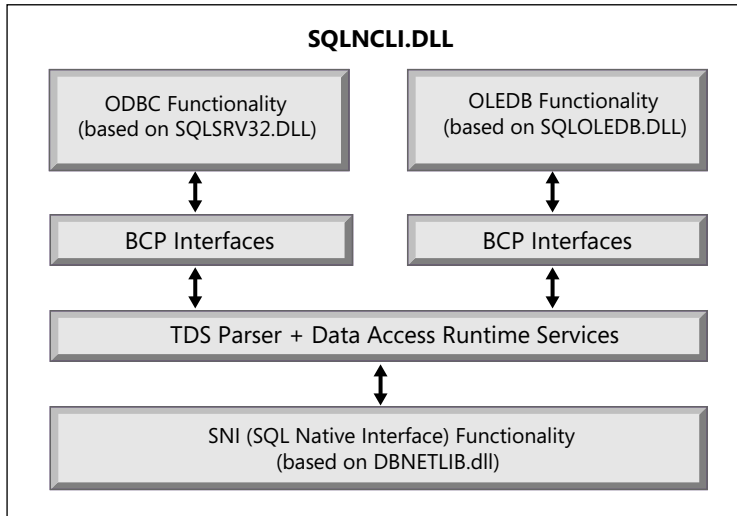 SQLNCLI.DLL
ODBC Functionality
(based on SQLSRV32.DLL)
OLEDB Functionality
(based on SQLOLEDB.DLL)
BCP Interfaces
BCP Interfaces
TDS Parser + Data Access Runtime Services
SNI (SQL Native Interface) Functionality
(based on DBNETLIB.dll)